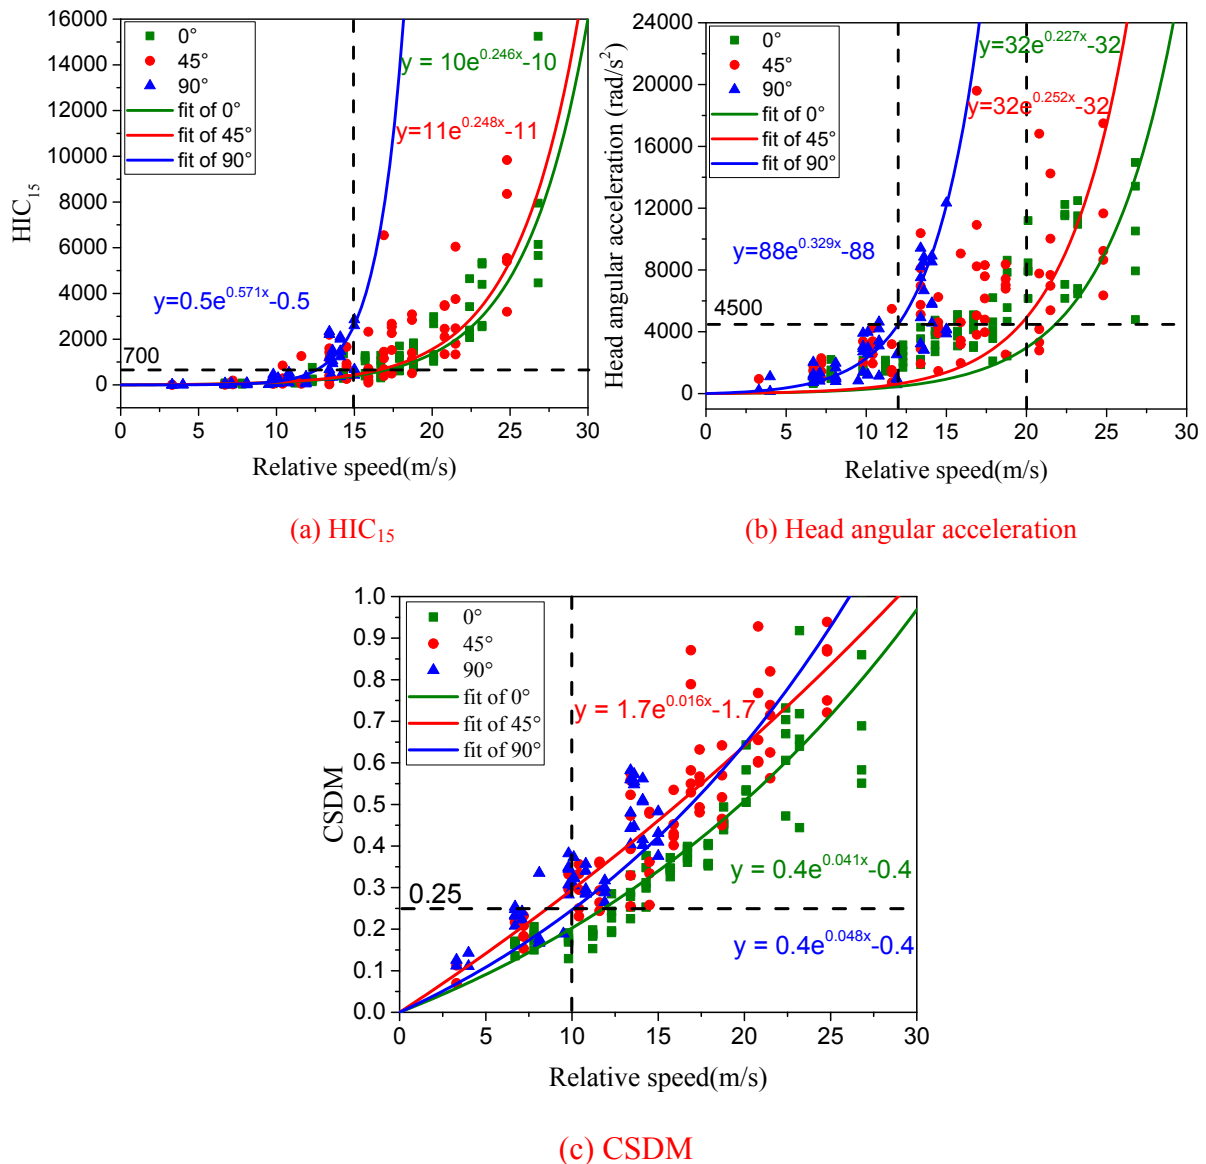 16000
14000
12000
10000
8000
6000
4000
2000
0
0°
45°
90°
fit of 0°
fit of 45°
fit of 90°
y = 10e^0.246x-10
y=11e^0.248x-11
y=0.5e^0.571x-0.5
700
HIC15
0 5 10 15 20 25 30
Relative speed(m/s)
(a) HIC15
24000
20000
16000
12000
8000
4000
0
0°
45°
90°
fit of 0°
fit of 45°
fit of 90°
y=32e^0.227x-32
y=32e^0.252x-32
y=88e^0.329x-88
4500
Head angular acceleration (rad/s²)
0 5 10 12 15 20 25 30
Relative speed(m/s)
(b) Head angular acceleration
1.0
0.9
0.8
0.7
0.6
0.5
0.4
0.3
0.2
0.1
0.0
0°
45°
90°
fit of 0°
fit of 45°
fit of 90°
y = 1.7e^0.016x-1.7
y = 0.4e^0.041x-0.4
0.25
y = 0.4e^0.048x-0.4
CSDM
0 5 10 15 20 25 30
Relative speed(m/s)
(c) CSDM